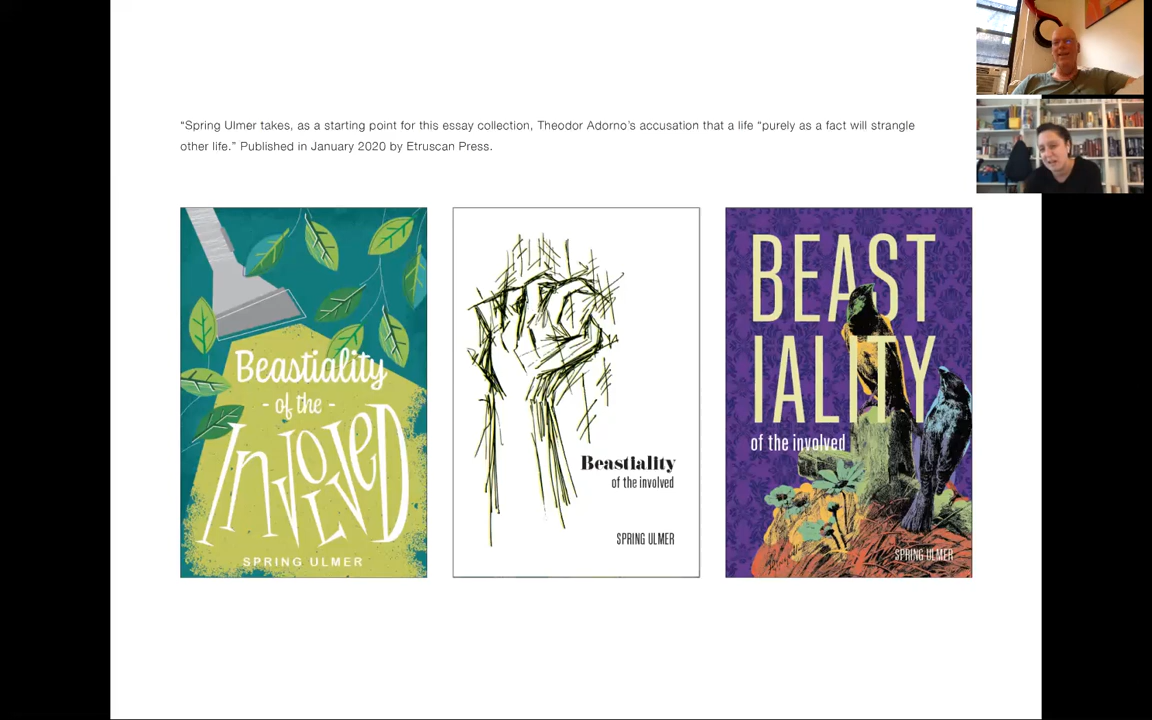 “Spring Ulmer takes, as a starting point for this essay collection, Theodor Adorno’s accusation that a life “purely as a fact will strangle
other life.” Published in January 2020 by Etruscan Press.
Beastiality
- of the -
INVOLVED
SPRING ULMER
Beastiality
of the involved
SPRING ULMER
BEAST
IALITY
of the involved
SPRING ULMER